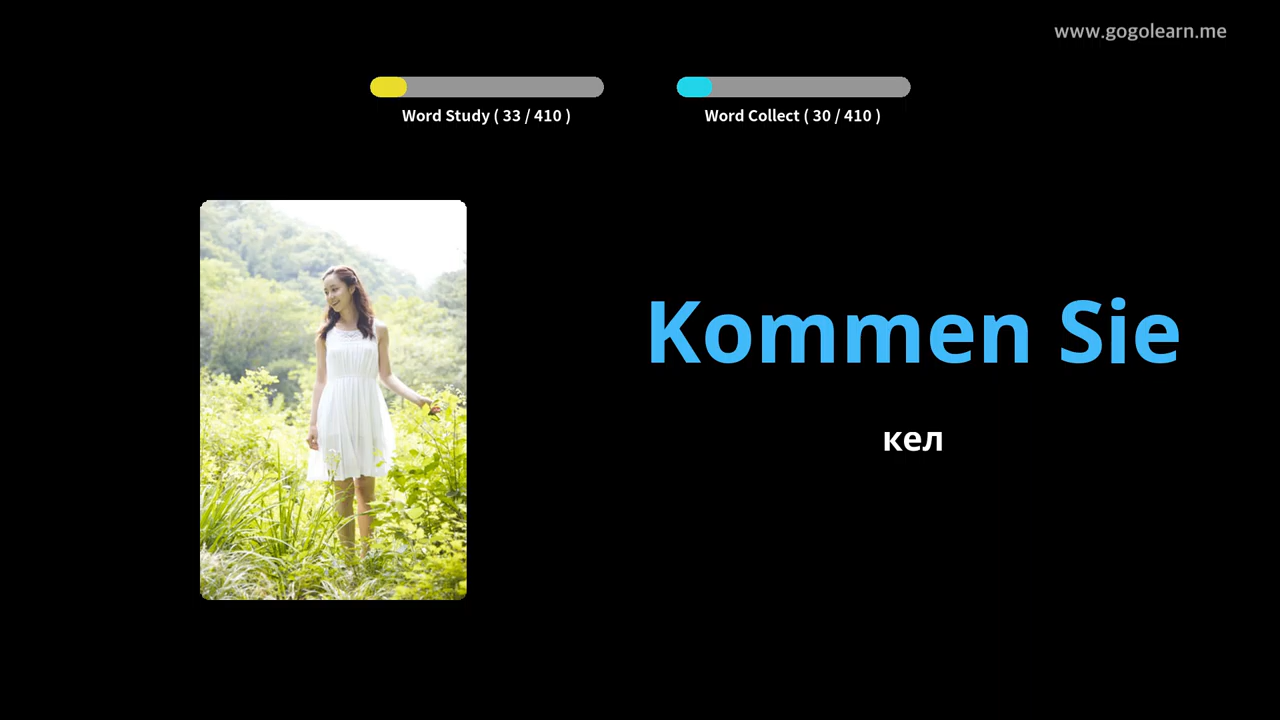 www.gogolearn.me
Word Study ( 33 / 410 )
Word Collect ( 30 / 410 )
Kommen Sie
кел